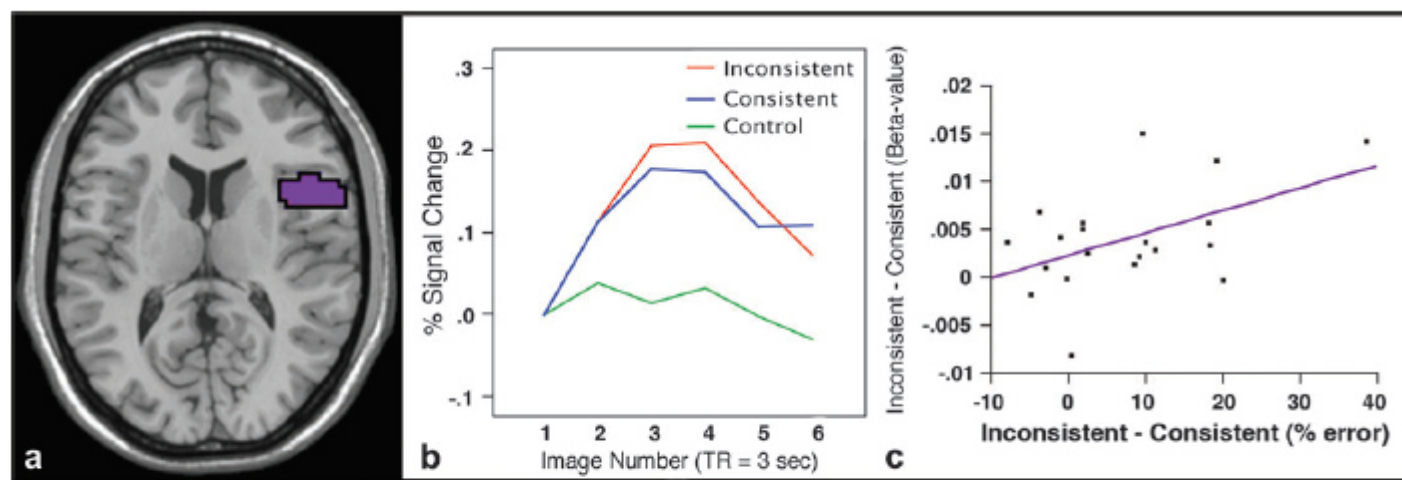 a
.3
.2
.1
.0
-.1
% Signal Change
Inconsistent
Consistent
Control
1 2 3 4 5 6
b Image Number (TR = 3 sec)
Inconsistent - Consistent (Beta-value)
.02
.015
.01
.005
0
-.005
-.01
-10 0 10 20 30 40
c Inconsistent - Consistent (% error)